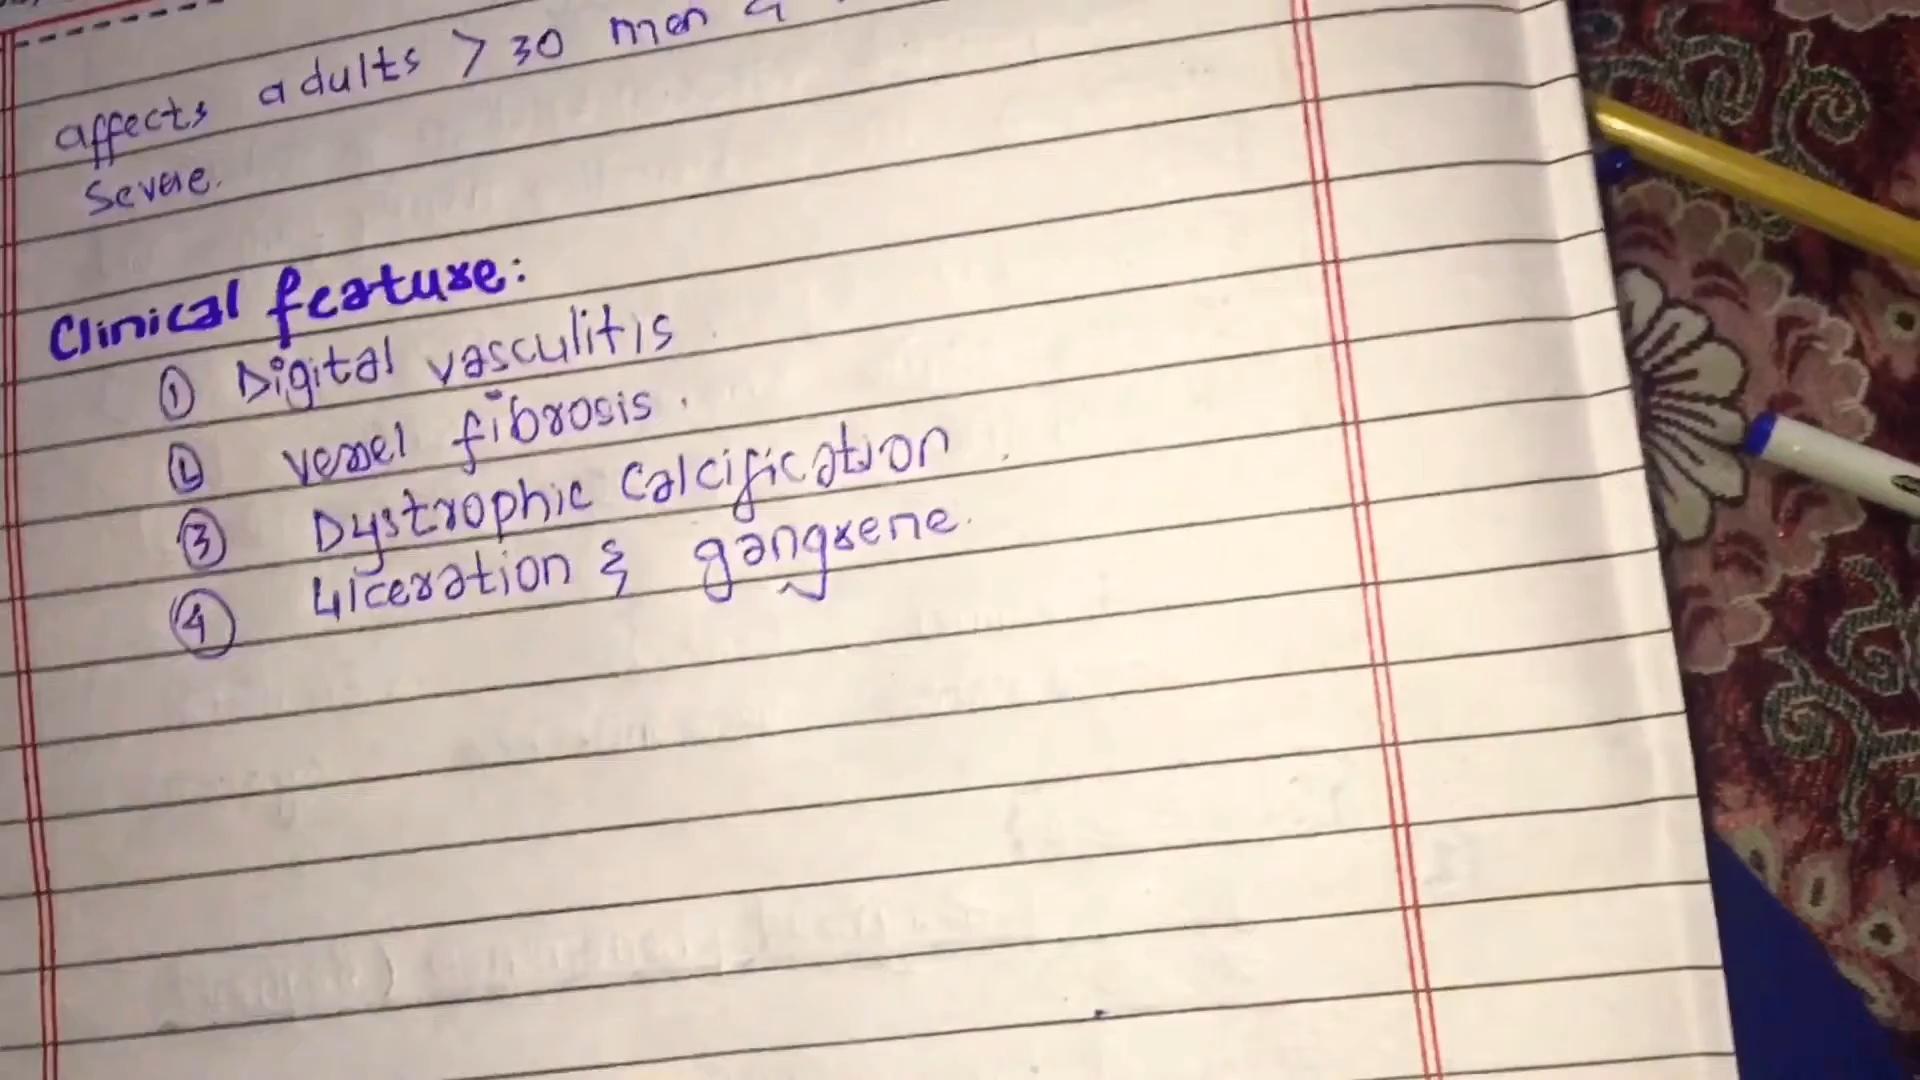 affects adults > 30 men &
Severe.
Clinical feature:
① Digital vasculitis
② vessel fibrosis.
③ Dystrophic Calcification
④ Ulceration & gangrene.